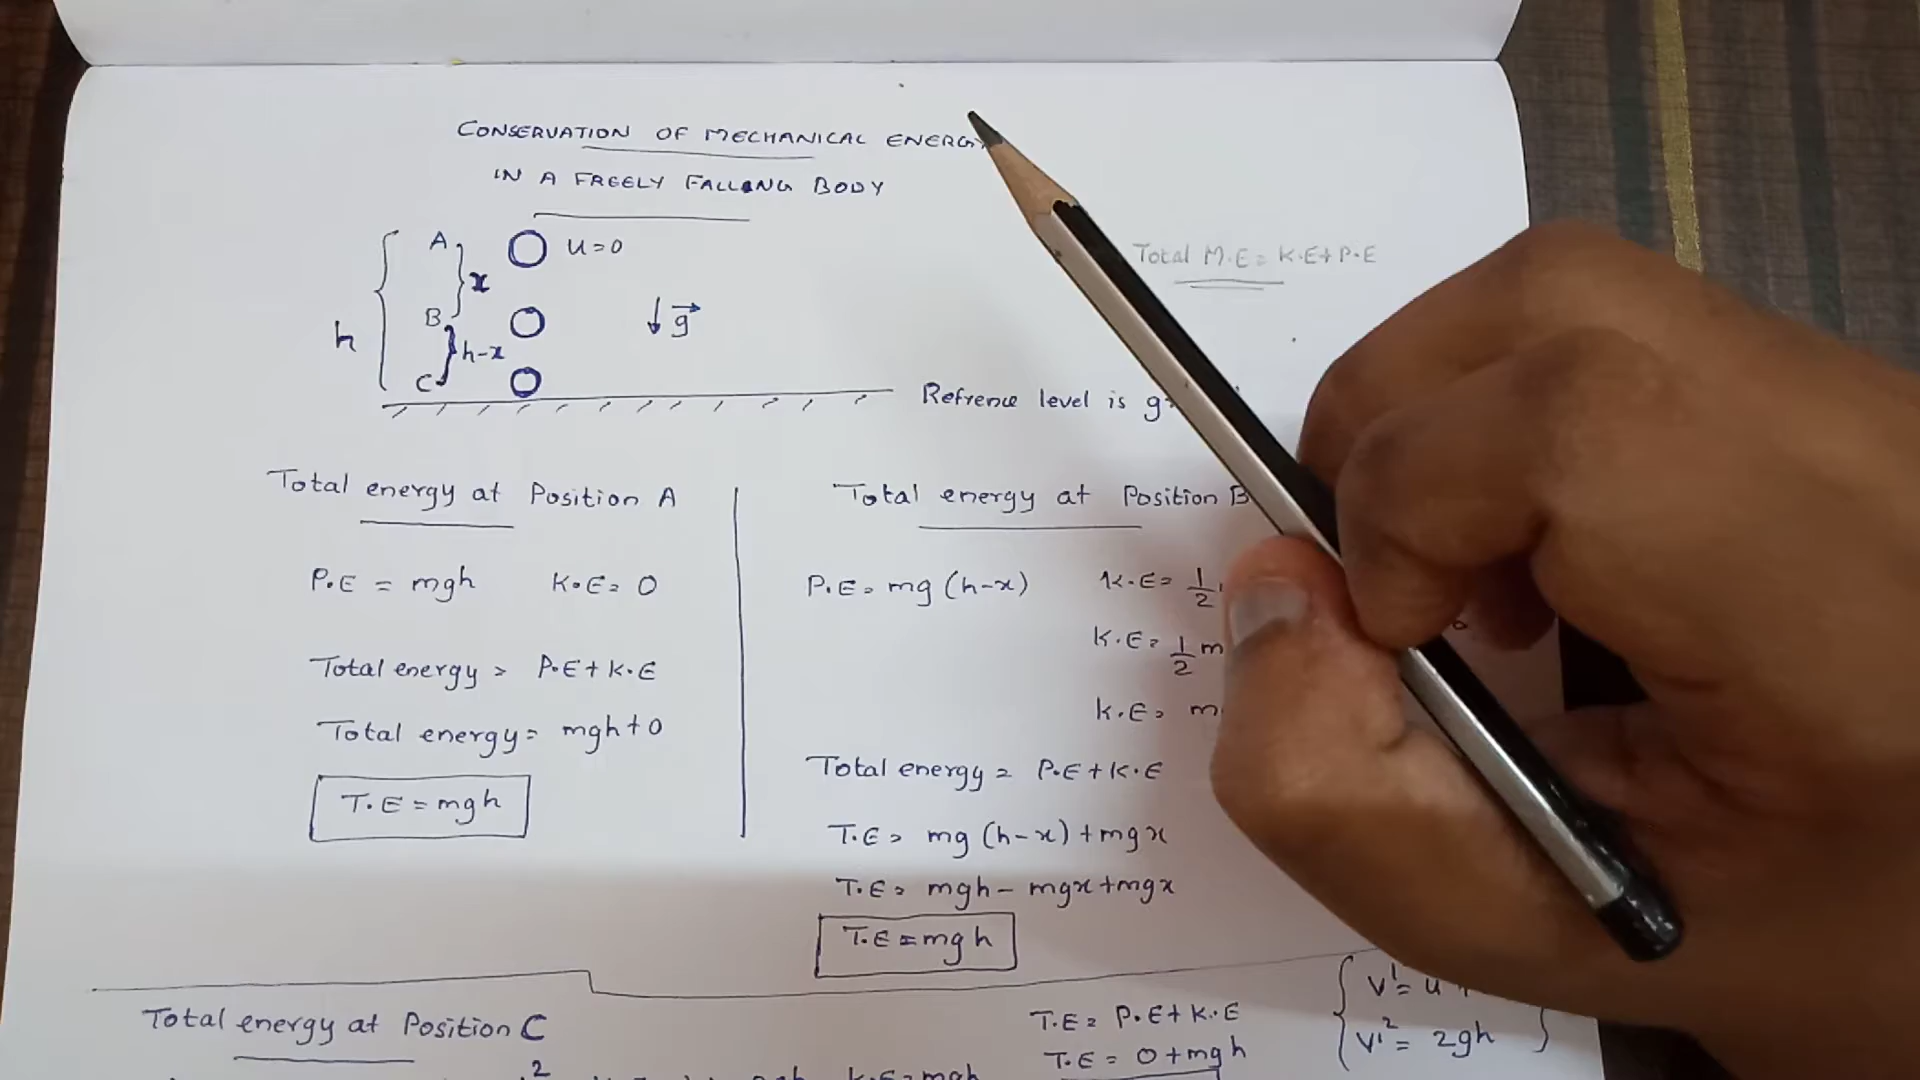 CONSERVATION OF MECHANICAL ENERGY
IN A FREELY FALLING BODY
A
u=0
Total M.E = K.E+P.E
x
B
g
h
h-x
C
Refrence level is
Total energy at Position A
P.E = mgh K.E = 0
Total energy = P.E+K.E
Total energy = mgh+0
T.E = mgh
Total energy at Position B
P.E = mg(h-x) K.E = 1/2
K.E = 1/2 m
K.E = m
Total energy = P.E+K.E
T.E = mg(h-x)+mgx
T.E = mgh-mgx+mgx
T.E = mgh
Total energy at Position C
T.E = P.E+K.E
T.E = 0+mgh
v' = u
v'² = 2gh
K.E = mgh